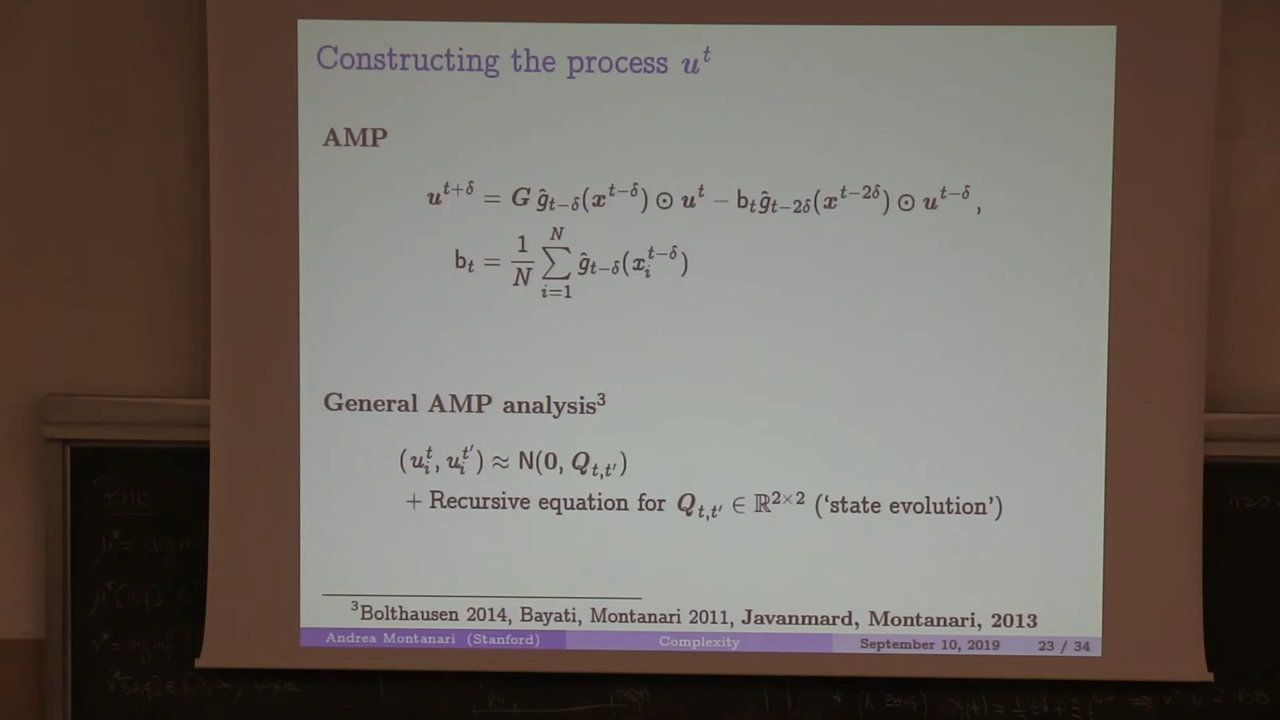 Constructing the process u^t
AMP
u^{t+δ} = G ĝ_{t−δ}(x^{t−δ}) ⊙ u^t − b_t ĝ_{t−2δ}(x^{t−2δ}) ⊙ u^{t−δ} ,
b_t = \frac{1}{N} \sum_{i=1}^{N} ĝ_{t−δ}(x_i^{t−δ})
General AMP analysis³
(u_i^t, u_i^{t'}) ≈ N(0, Q_{t,t'})
+ Recursive equation for Q_{t,t'} ∈ ℝ^{2×2} (‘state evolution’)
³Bolthausen 2014, Bayati, Montanari 2011, Javanmard, Montanari, 2013
Andrea Montanari (Stanford) Complexity September 10, 2019 23 / 34